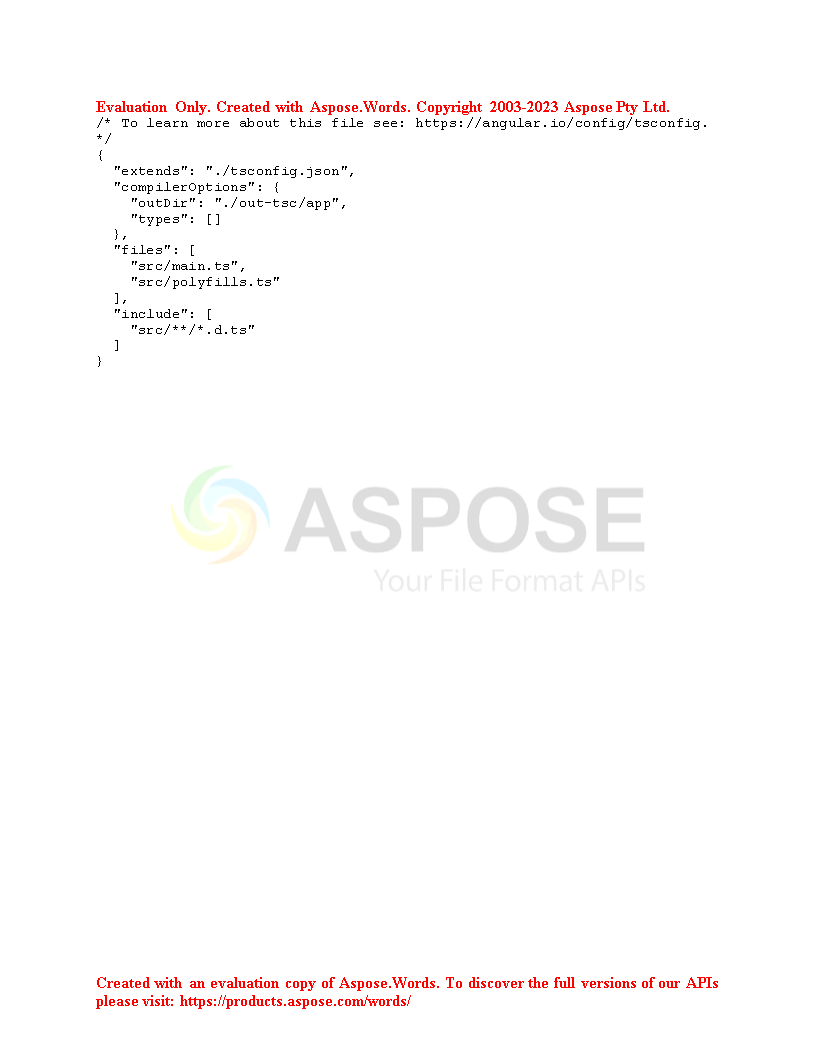 Evaluation Only. Created with Aspose.Words. Copyright 2003-2023 Aspose Pty Ltd.
/* To learn more about this file see: https://angular.io/config/tsconfig.
*/
{
  "extends": "./tsconfig.json",
  "compilerOptions": {
    "outDir": "./out-tsc/app",
    "types": []
  },
  "files": [
    "src/main.ts",
    "src/polyfills.ts"
  ],
  "include": [
    "src/**/*.d.ts"
  ]
}
ASPOSE
Your File Format APIs
Created with an evaluation copy of Aspose.Words. To discover the full versions of our APIs
please visit: https://products.aspose.com/words/